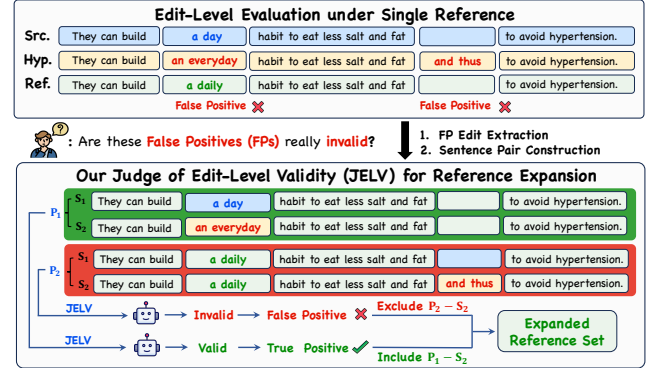 Edit-Level Evaluation under Single Reference
Src. They can build a day habit to eat less salt and fat to avoid hypertension.
Hyp. They can build an everyday habit to eat less salt and fat and thus to avoid hypertension.
Ref. They can build a daily habit to eat less salt and fat to avoid hypertension.
False Positive ❌ False Positive ❌
? : Are these False Positives (FPs) really invalid? 1. FP Edit Extraction
2. Sentence Pair Construction
Our Judge of Edit-Level Validity (JELV) for Reference Expansion
P₁ S₁ They can build a day habit to eat less salt and fat to avoid hypertension.
S₂ They can build an everyday habit to eat less salt and fat to avoid hypertension.
P₂ S₁ They can build a daily habit to eat less salt and fat to avoid hypertension.
S₂ They can build a daily habit to eat less salt and fat and thus to avoid hypertension.
JELV Invalid False Positive ❌ Exclude P₂ − S₂
JELV Valid True Positive ✔ Include P₁ − S₂
Expanded
Reference Set